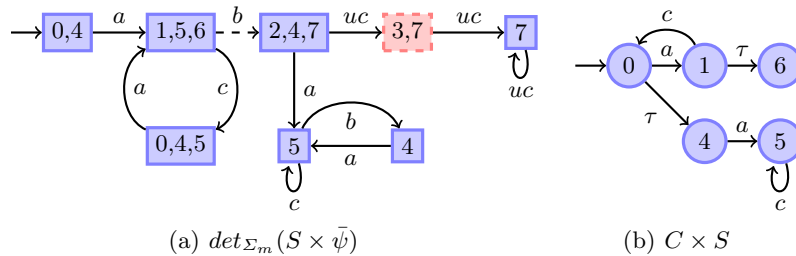 0,4 a 1,5,6 b 2,4,7 uc 3,7 uc 7
uc
a c a
0,4,5 5 b 4
a
c
c
0 a 1 τ 6
τ
4 a 5
c
(a) det_{Σ_m}(S × ψ̄)
(b) C × S